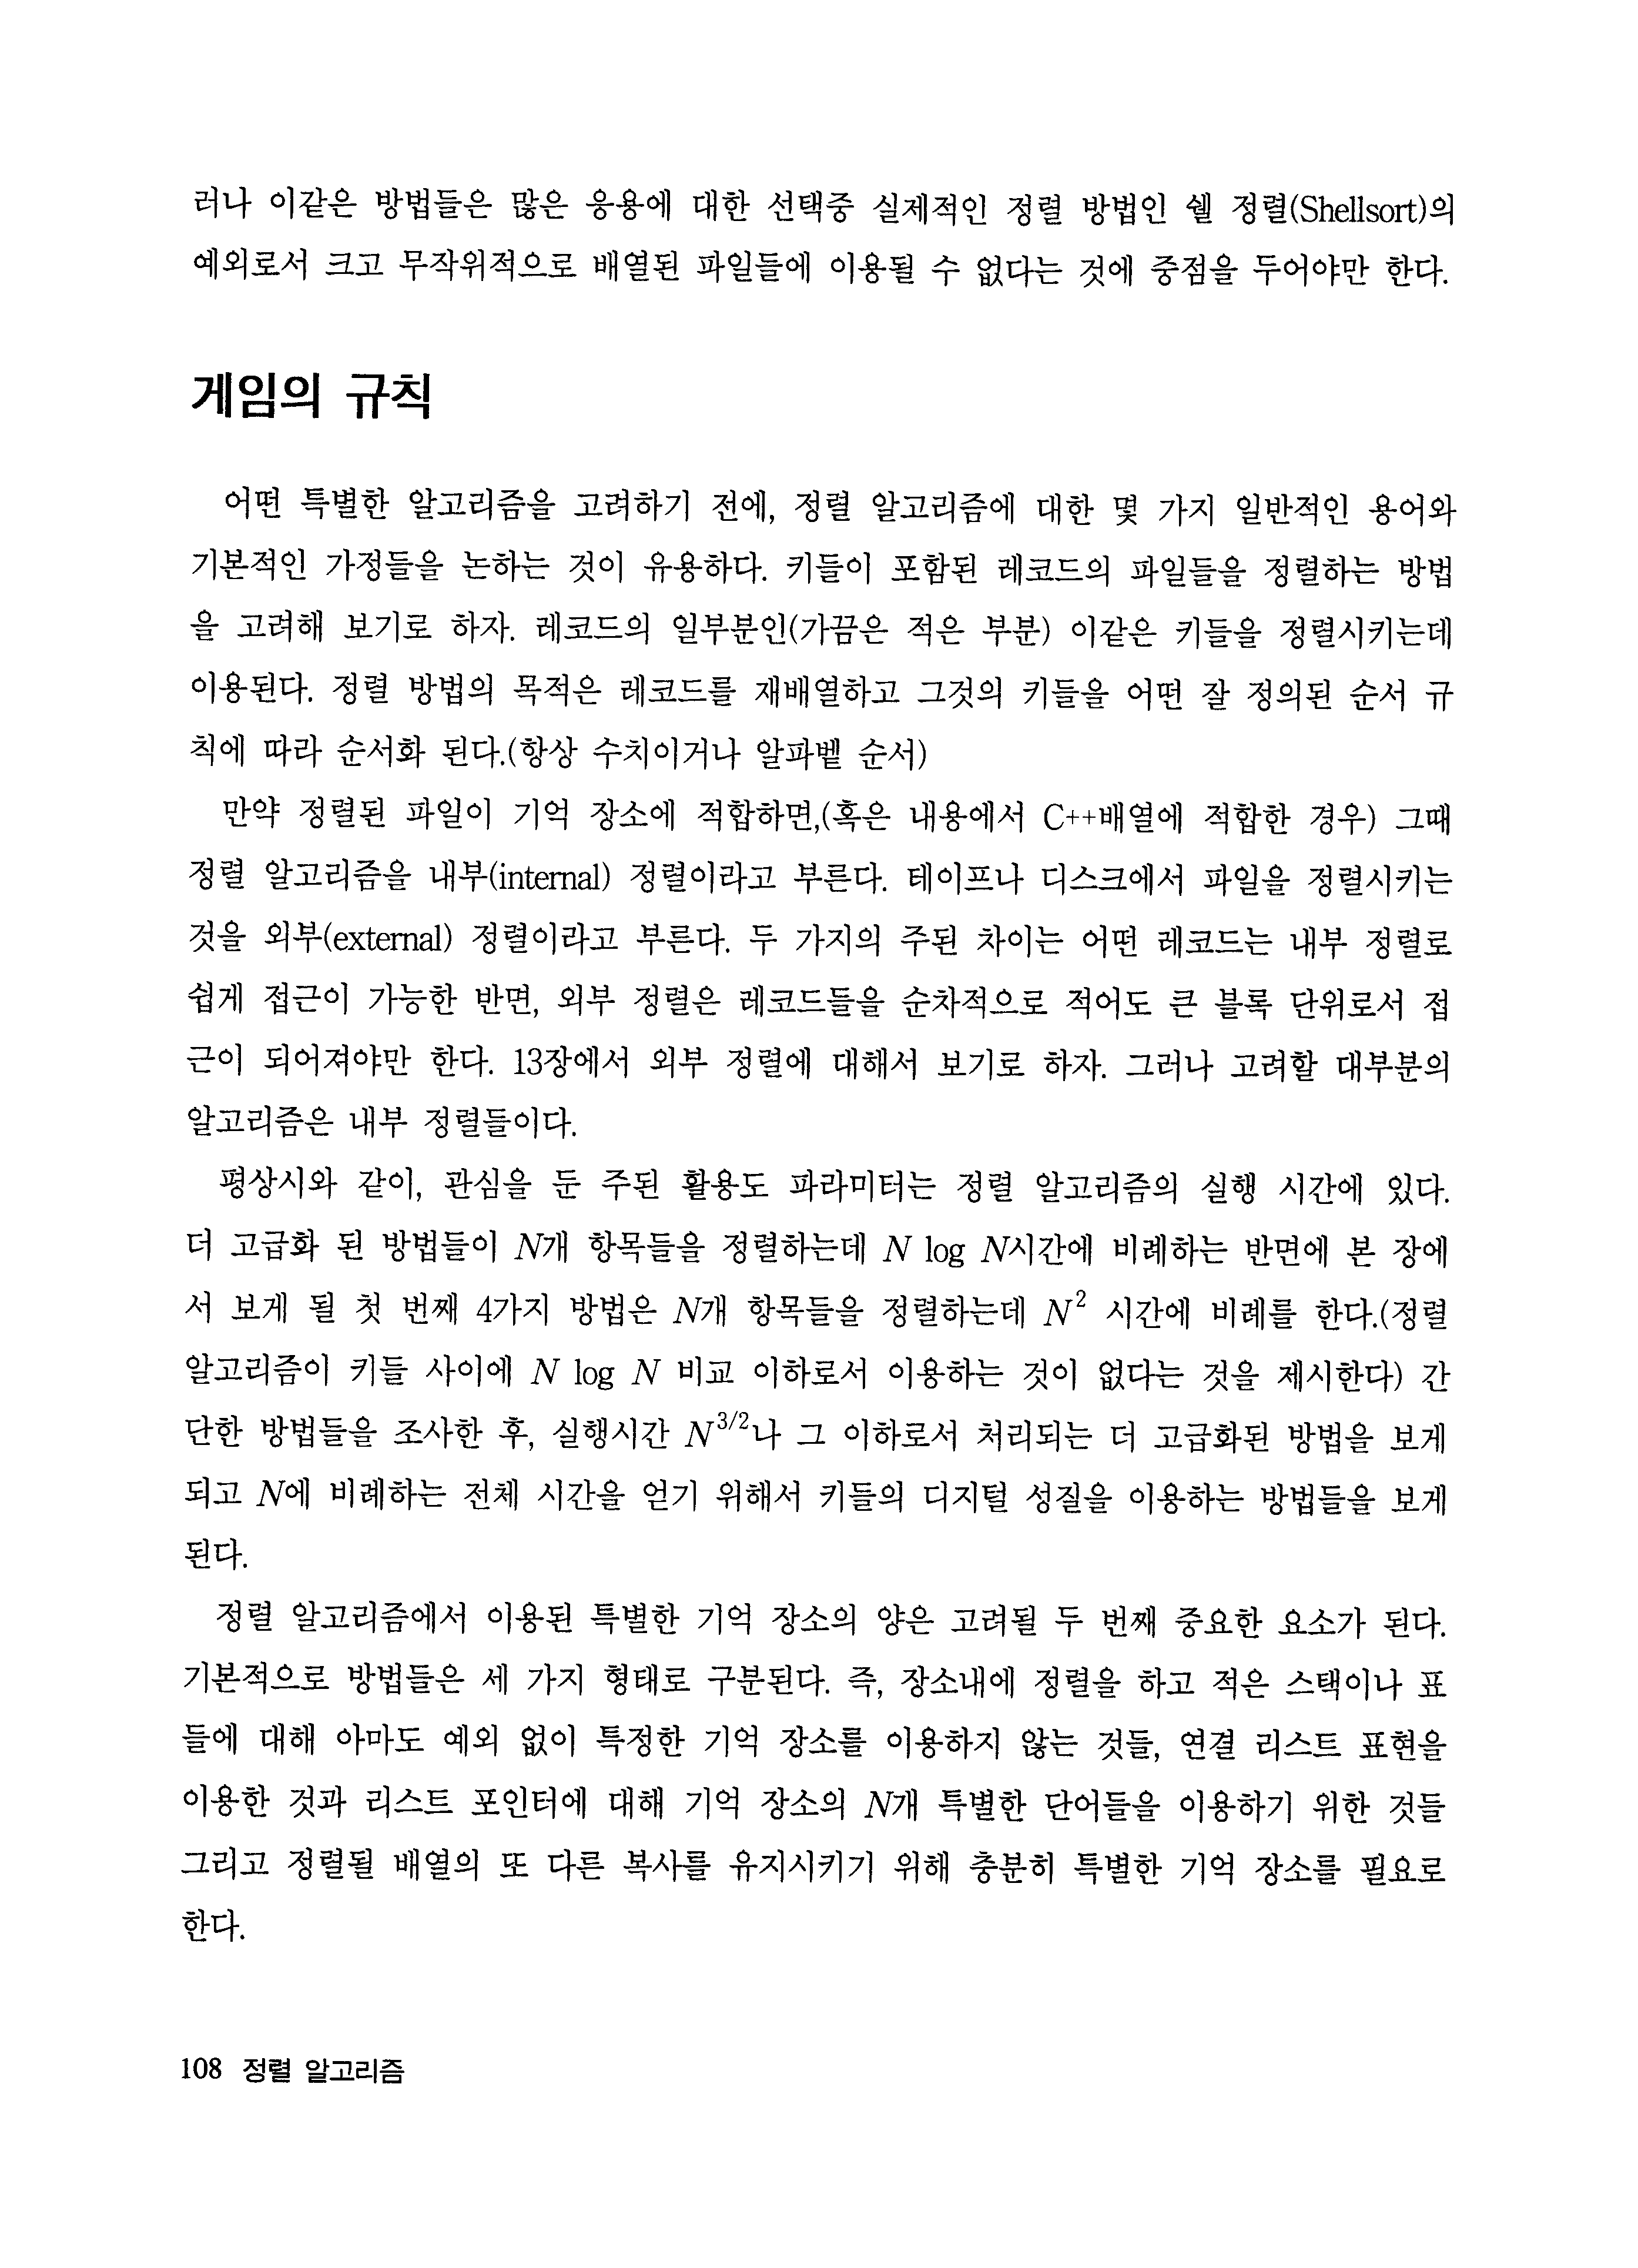 러나 이같은 방법들은 많은 응용에 대한 선택중 실제적인 정렬 방법인 쉘 정렬(Shellsort)의
예외로서 크고 무작위적으로 배열된 파일들에 이용될 수 없다는 것에 중점을 두어야만 한다.
게임의 규칙
어떤 특별한 알고리즘을 고려하기 전에, 정렬 알고리즘에 대한 몇 가지 일반적인 용어와
기본적인 가정들을 논하는 것이 유용하다. 키들이 포함된 레코드의 파일들을 정렬하는 방법
을 고려해 보기로 하자. 레코드의 일부분인(가끔은 적은 부분) 이같은 키들을 정렬시키는데
이용된다. 정렬 방법의 목적은 레코드를 재배열하고 그것의 키들을 어떤 잘 정의된 순서 규
칙에 따라 순서화 된다.(항상 수치이거나 알파벹 순서)
만약 정렬된 파일이 기억 장소에 적합하면,(혹은 내용에서 C++배열에 적합한 경우) 그때
정렬 알고리즘을 내부(internal) 정렬이라고 부른다. 테이프나 디스크에서 파일을 정렬시키는
것을 외부(external) 정렬이라고 부른다. 두 가지의 주된 차이는 어떤 레코드는 내부 정렬로
쉽게 접근이 가능한 반면, 외부 정렬은 레코드들을 순차적으로 적어도 큰 블록 단위로서 접
근이 되어져야만 한다. 13장에서 외부 정렬에 대해서 보기로 하자. 그러나 고려할 대부분의
알고리즘은 내부 정렬들이다.
평상시와 같이, 관심을 둔 주된 활용도 파라미터는 정렬 알고리즘의 실행 시간에 있다.
더 고급화 된 방법들이 N개 항목들을 정렬하는데 N log N시간에 비례하는 반면에 본 장에
서 보게 될 첫 번째 4가지 방법은 N개 항목들을 정렬하는데 N² 시간에 비례를 한다.(정렬
알고리즘이 키들 사이에 N log N 비교 이하로서 이용하는 것이 없다는 것을 제시한다) 간
단한 방법들을 조사한 후, 실행시간 N^3/2나 그 이하로서 처리되는 더 고급화된 방법을 보게
되고 N에 비례하는 전체 시간을 얻기 위해서 키들의 디지털 성질을 이용하는 방법들을 보게
된다.
정렬 알고리즘에서 이용된 특별한 기억 장소의 양은 고려될 두 번째 중요한 요소가 된다.
기본적으로 방법들은 세 가지 형태로 구분된다. 즉, 장소내에 정렬을 하고 적은 스택이나 표
들에 대해 아마도 예외 없이 특정한 기억 장소를 이용하지 않는 것들, 연결 리스트 표현을
이용한 것과 리스트 포인터에 대해 기억 장소의 N개 특별한 단어들을 이용하기 위한 것들
그리고 정렬될 배열의 또 다른 복사를 유지시키기 위해 충분히 특별한 기억 장소를 필요로
한다.
108 정렬 알고리즘